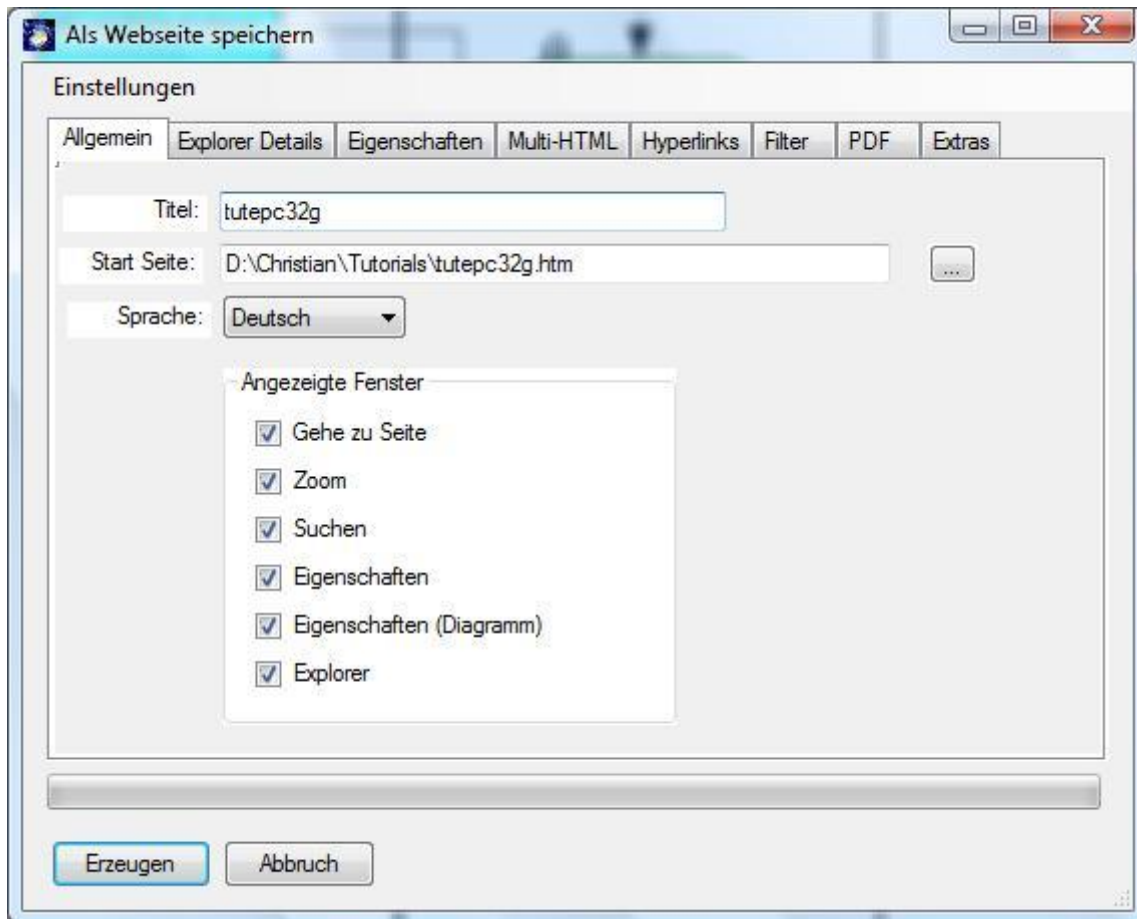 Als Webseite speichern
Einstellungen
Allgemein Explorer Details Eigenschaften Multi-HTML Hyperlinks Filter PDF Extras
Titel: tutepc32g
Start Seite: D:\Christian\Tutorials\tutepc32g.htm ...
Sprache: Deutsch
Angezeigte Fenster
Gehe zu Seite
Zoom
Suchen
Eigenschaften
Eigenschaften (Diagramm)
Explorer
Erzeugen Abbruch